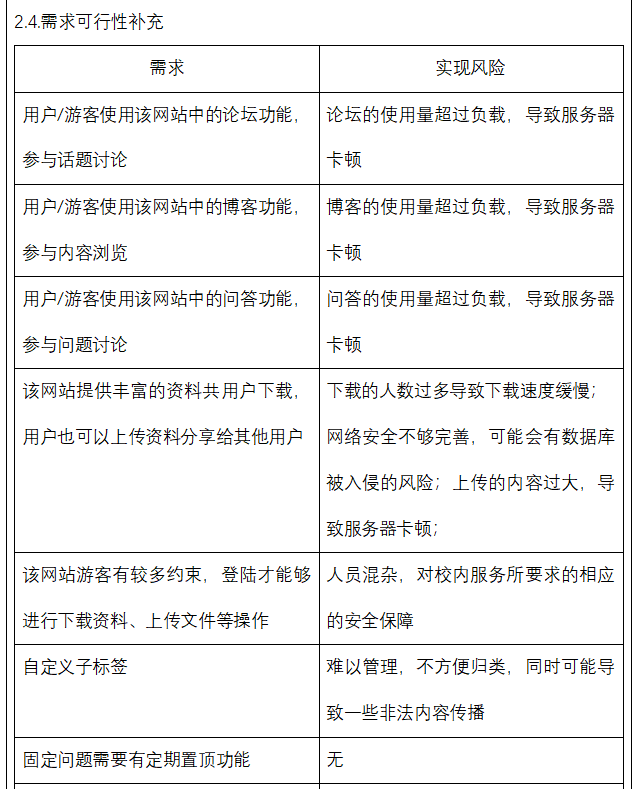 2.4.需求可行性补充
需求
实现风险
用户/游客使用该网站中的论坛功能，
参与话题讨论
论坛的使用量超过负载，导致服务器
卡顿
用户/游客使用该网站中的博客功能，
参与内容浏览
博客的使用量超过负载，导致服务器
卡顿
用户/游客使用该网站中的问答功能，
参与问题讨论
问答的使用量超过负载，导致服务器
卡顿
该网站提供丰富的资料共用户下载，
用户也可以上传资料分享给其他用户
下载的人数过多导致下载速度缓慢；
网络安全不够完善，可能会有数据库
被入侵的风险；上传的内容过大，导
致服务器卡顿；
该网站游客有较多约束，登陆才能够
进行下载资料、上传文件等操作
人员混杂，对校内服务所要求的相应
的安全保障
自定义子标签
难以管理，不方便归类，同时可能导
致一些非法内容传播
固定问题需要有定期置顶功能
无